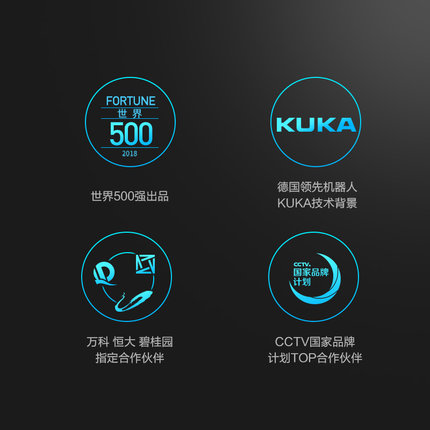 FORTUNE
世界
500
2018
世界500强出品
KUKA
德国领先机器人
KUKA技术背景
万科 恒大 碧桂园
指定合作伙伴
CCTV.
国家品牌
计划
CCTV国家品牌
计划TOP合作伙伴